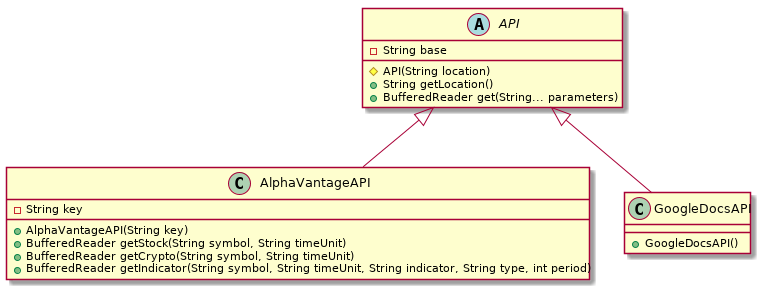 A API
String base
API(String location)
String getLocation()
BufferedReader get(String... parameters)
C AlphaVantageAPI
String key
AlphaVantageAPI(String key)
BufferedReader getStock(String symbol, String timeUnit)
BufferedReader getCrypto(String symbol, String timeUnit)
BufferedReader getIndicator(String symbol, String timeUnit, String indicator, String type, int period)
C GoogleDocsAPI
GoogleDocsAPI()